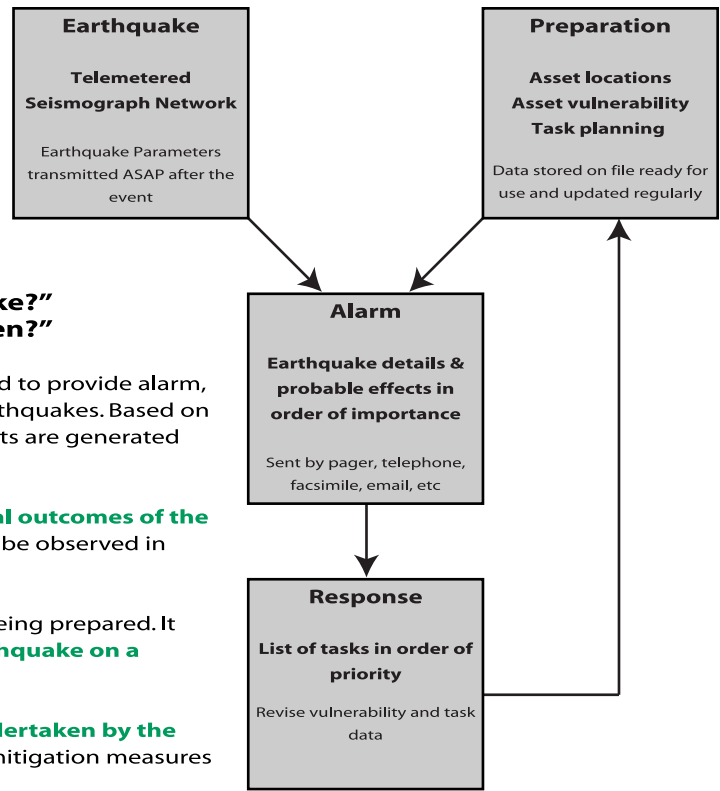 Earthquake
Telemetered
Seismograph Network
Earthquake Parameters
transmitted ASAP after the
event
Preparation
Asset locations
Asset vulnerability
Task planning
Data stored on file ready for
use and updated regularly
Alarm
Earthquake details &
probable effects in
order of importance
Sent by pager, telephone,
facsimile, email, etc
Response
List of tasks in order of
priority
Revise vulnerability and task
data
ke?”
en?”
d to provide alarm,
rthquakes. Based on
ts are generated
al outcomes of the
be observed in
eing prepared. It
hquake on a
dertaken by the
mitigation measures